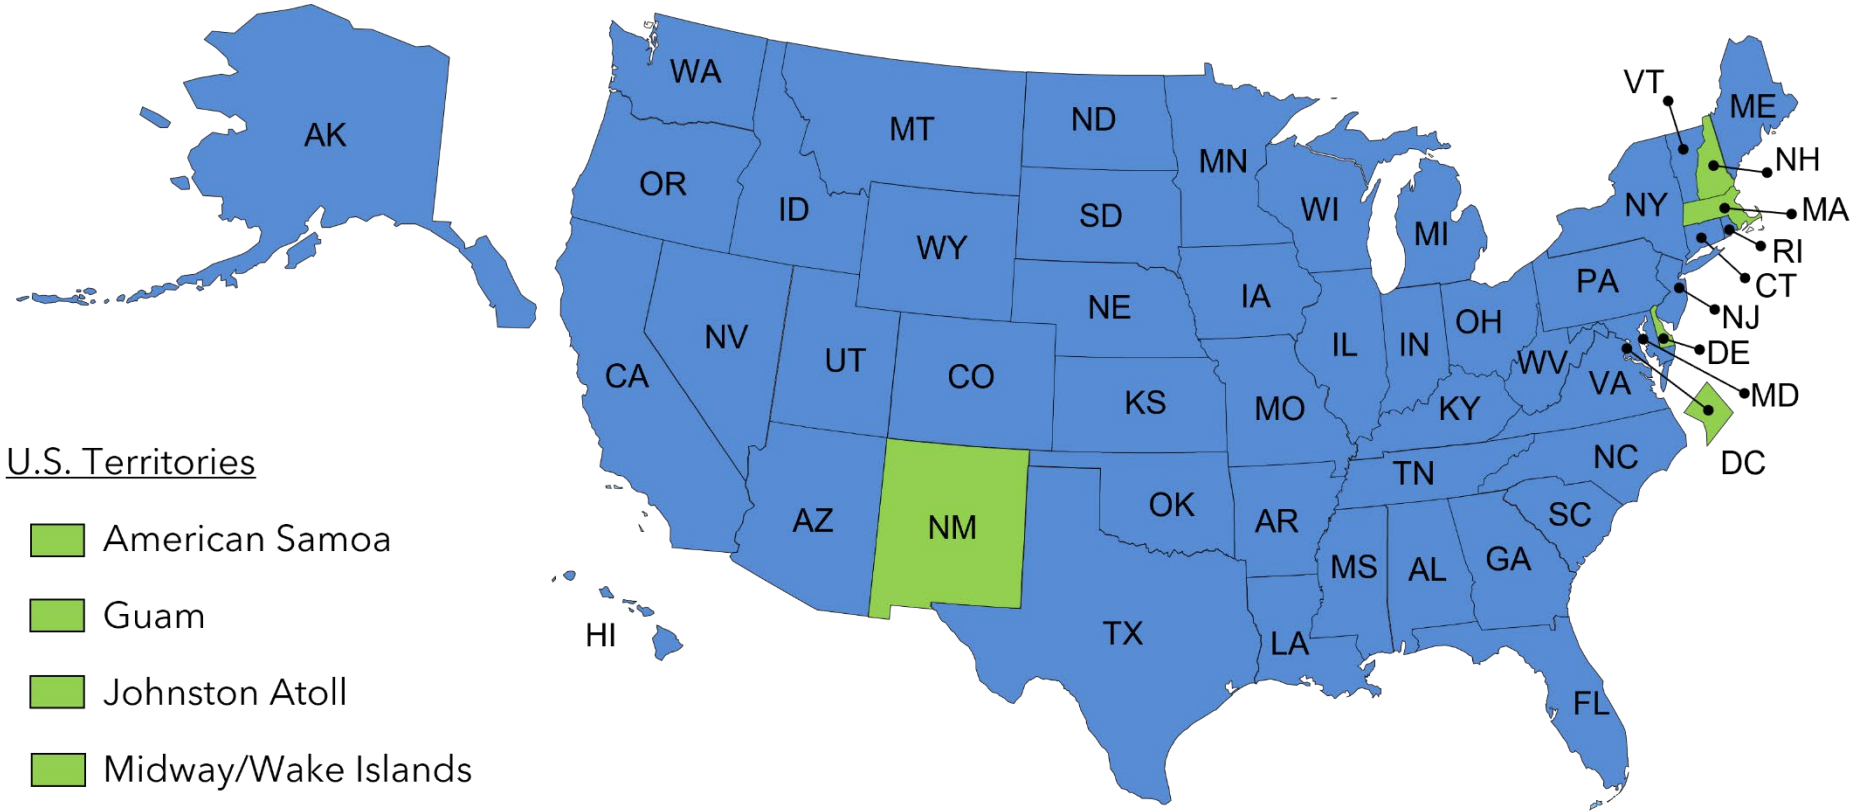 AK
WA
OR
ID
MT
ND
MN
WI
MI
SD
WY
NE
IA
CA
NV
UT
CO
KS
MO
IL
IN
OH
KY
WV
VA
PA
NY
VT
ME
NH
MA
RI
CT
NJ
DE
MD
DC
AZ
NM
TX
OK
AR
LA
MS
AL
GA
TN
NC
SC
FL
HI
U.S. Territories
American Samoa
Guam
Johnston Atoll
Midway/Wake Islands